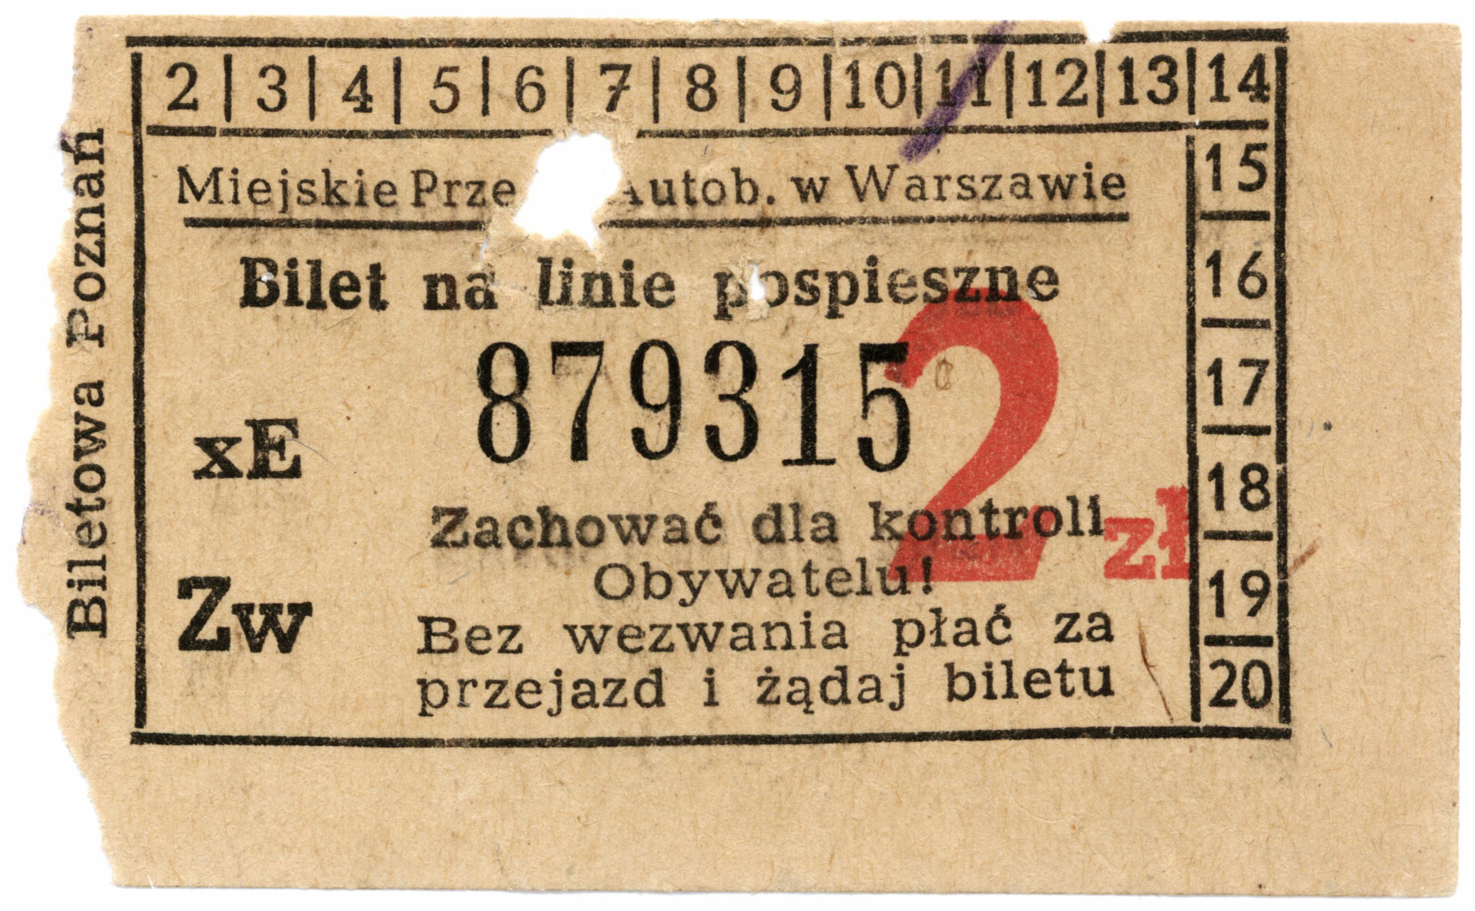 2 | 3 | 4 | 5 | 6 | 7 | 8 | 9 | 10 | 11 | 12 | 13 | 14
15
16
17
18
19
20
Miejskie Prze Autob. w Warszawie
Bilet na linie pospieszne
879315
2 zł
xE
Zw
Zachować dla kontroli
Obywatelu!
Bez wezwania płać za
przejazd i żądaj biletu
Biletowa Poznań